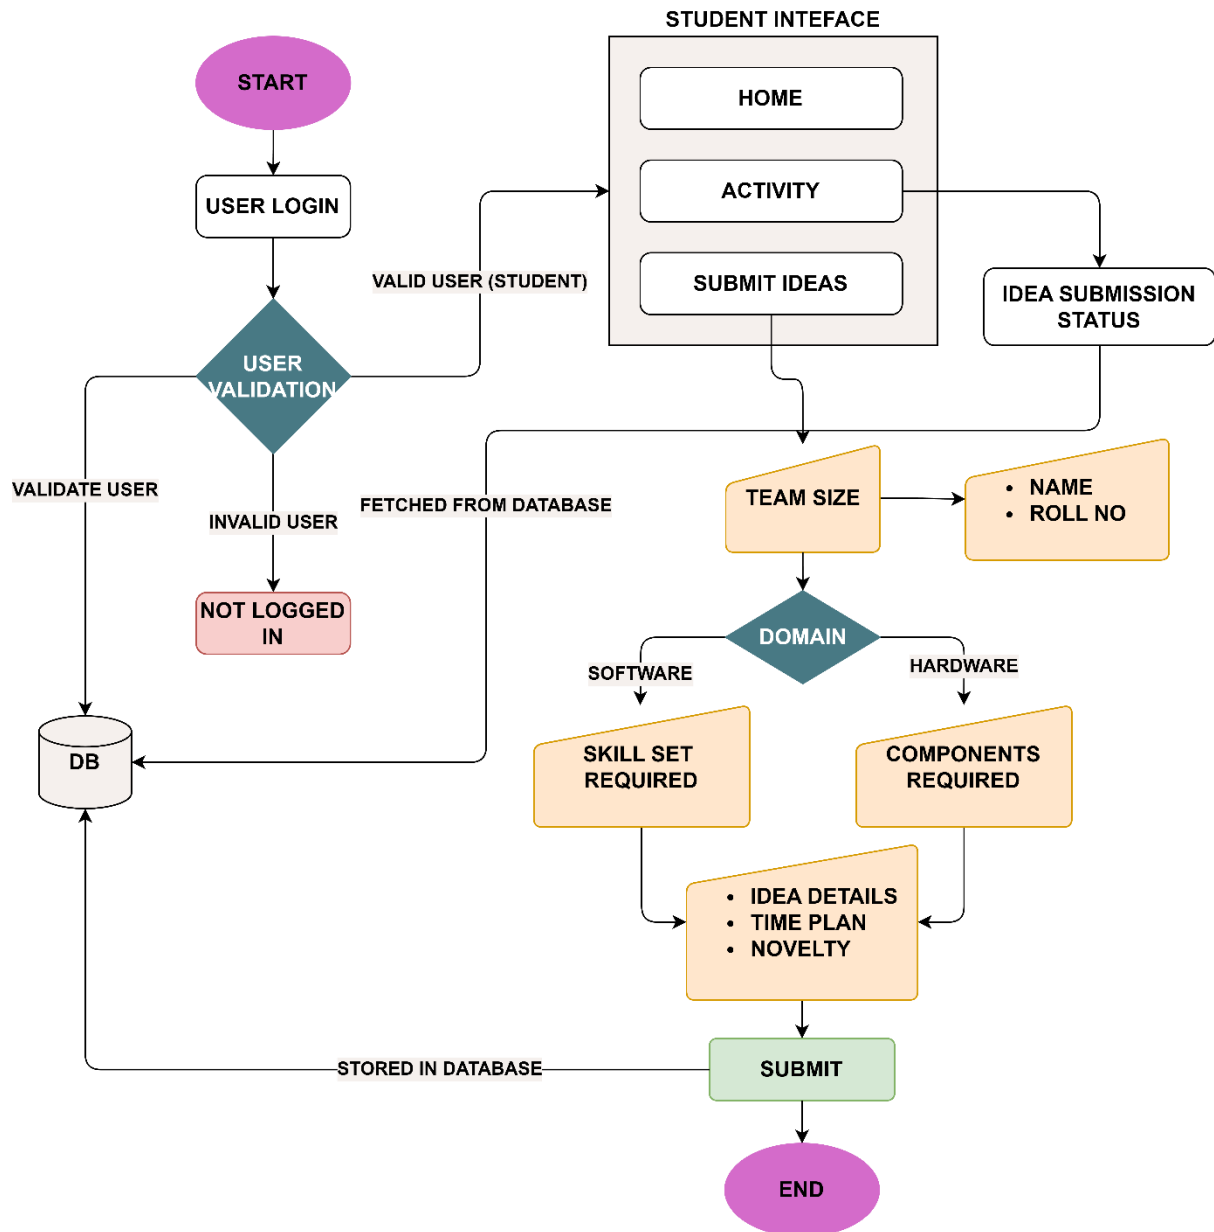 STUDENT INTEFACE
START
HOME
USER LOGIN
ACTIVITY
VALID USER (STUDENT)
SUBMIT IDEAS
IDEA SUBMISSION
STATUS
USER
VALIDATION
VALIDATE USER
INVALID USER
FETCHED FROM DATABASE
TEAM SIZE
• NAME
• ROLL NO
NOT LOGGED
IN
DOMAIN
SOFTWARE
HARDWARE
DB
SKILL SET
REQUIRED
COMPONENTS
REQUIRED
• IDEA DETAILS
• TIME PLAN
• NOVELTY
STORED IN DATABASE
SUBMIT
END